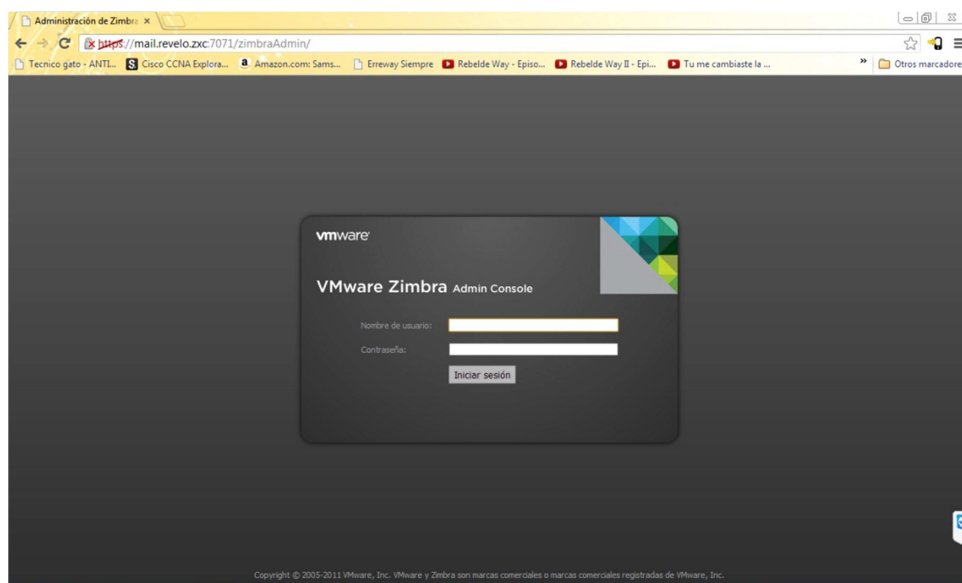 Administración de Zimbra
https://mail.revelo.zxc:7071/zimbraAdmin/
Tecnico gato - ANTI... Cisco CCNA Explora... Amazon.com: Sams... Erreway Siempre Rebelde Way - Episo... Rebelde Way II - Epi... Tu me cambiaste la ... » Otros marcadore
vmware
VMware Zimbra Admin Console
Nombre de usuario:
Contraseña:
Iniciar sesión
Copyright © 2005-2011 VMware, Inc. VMware y Zimbra son marcas comerciales o marcas comerciales registradas de VMware, Inc.